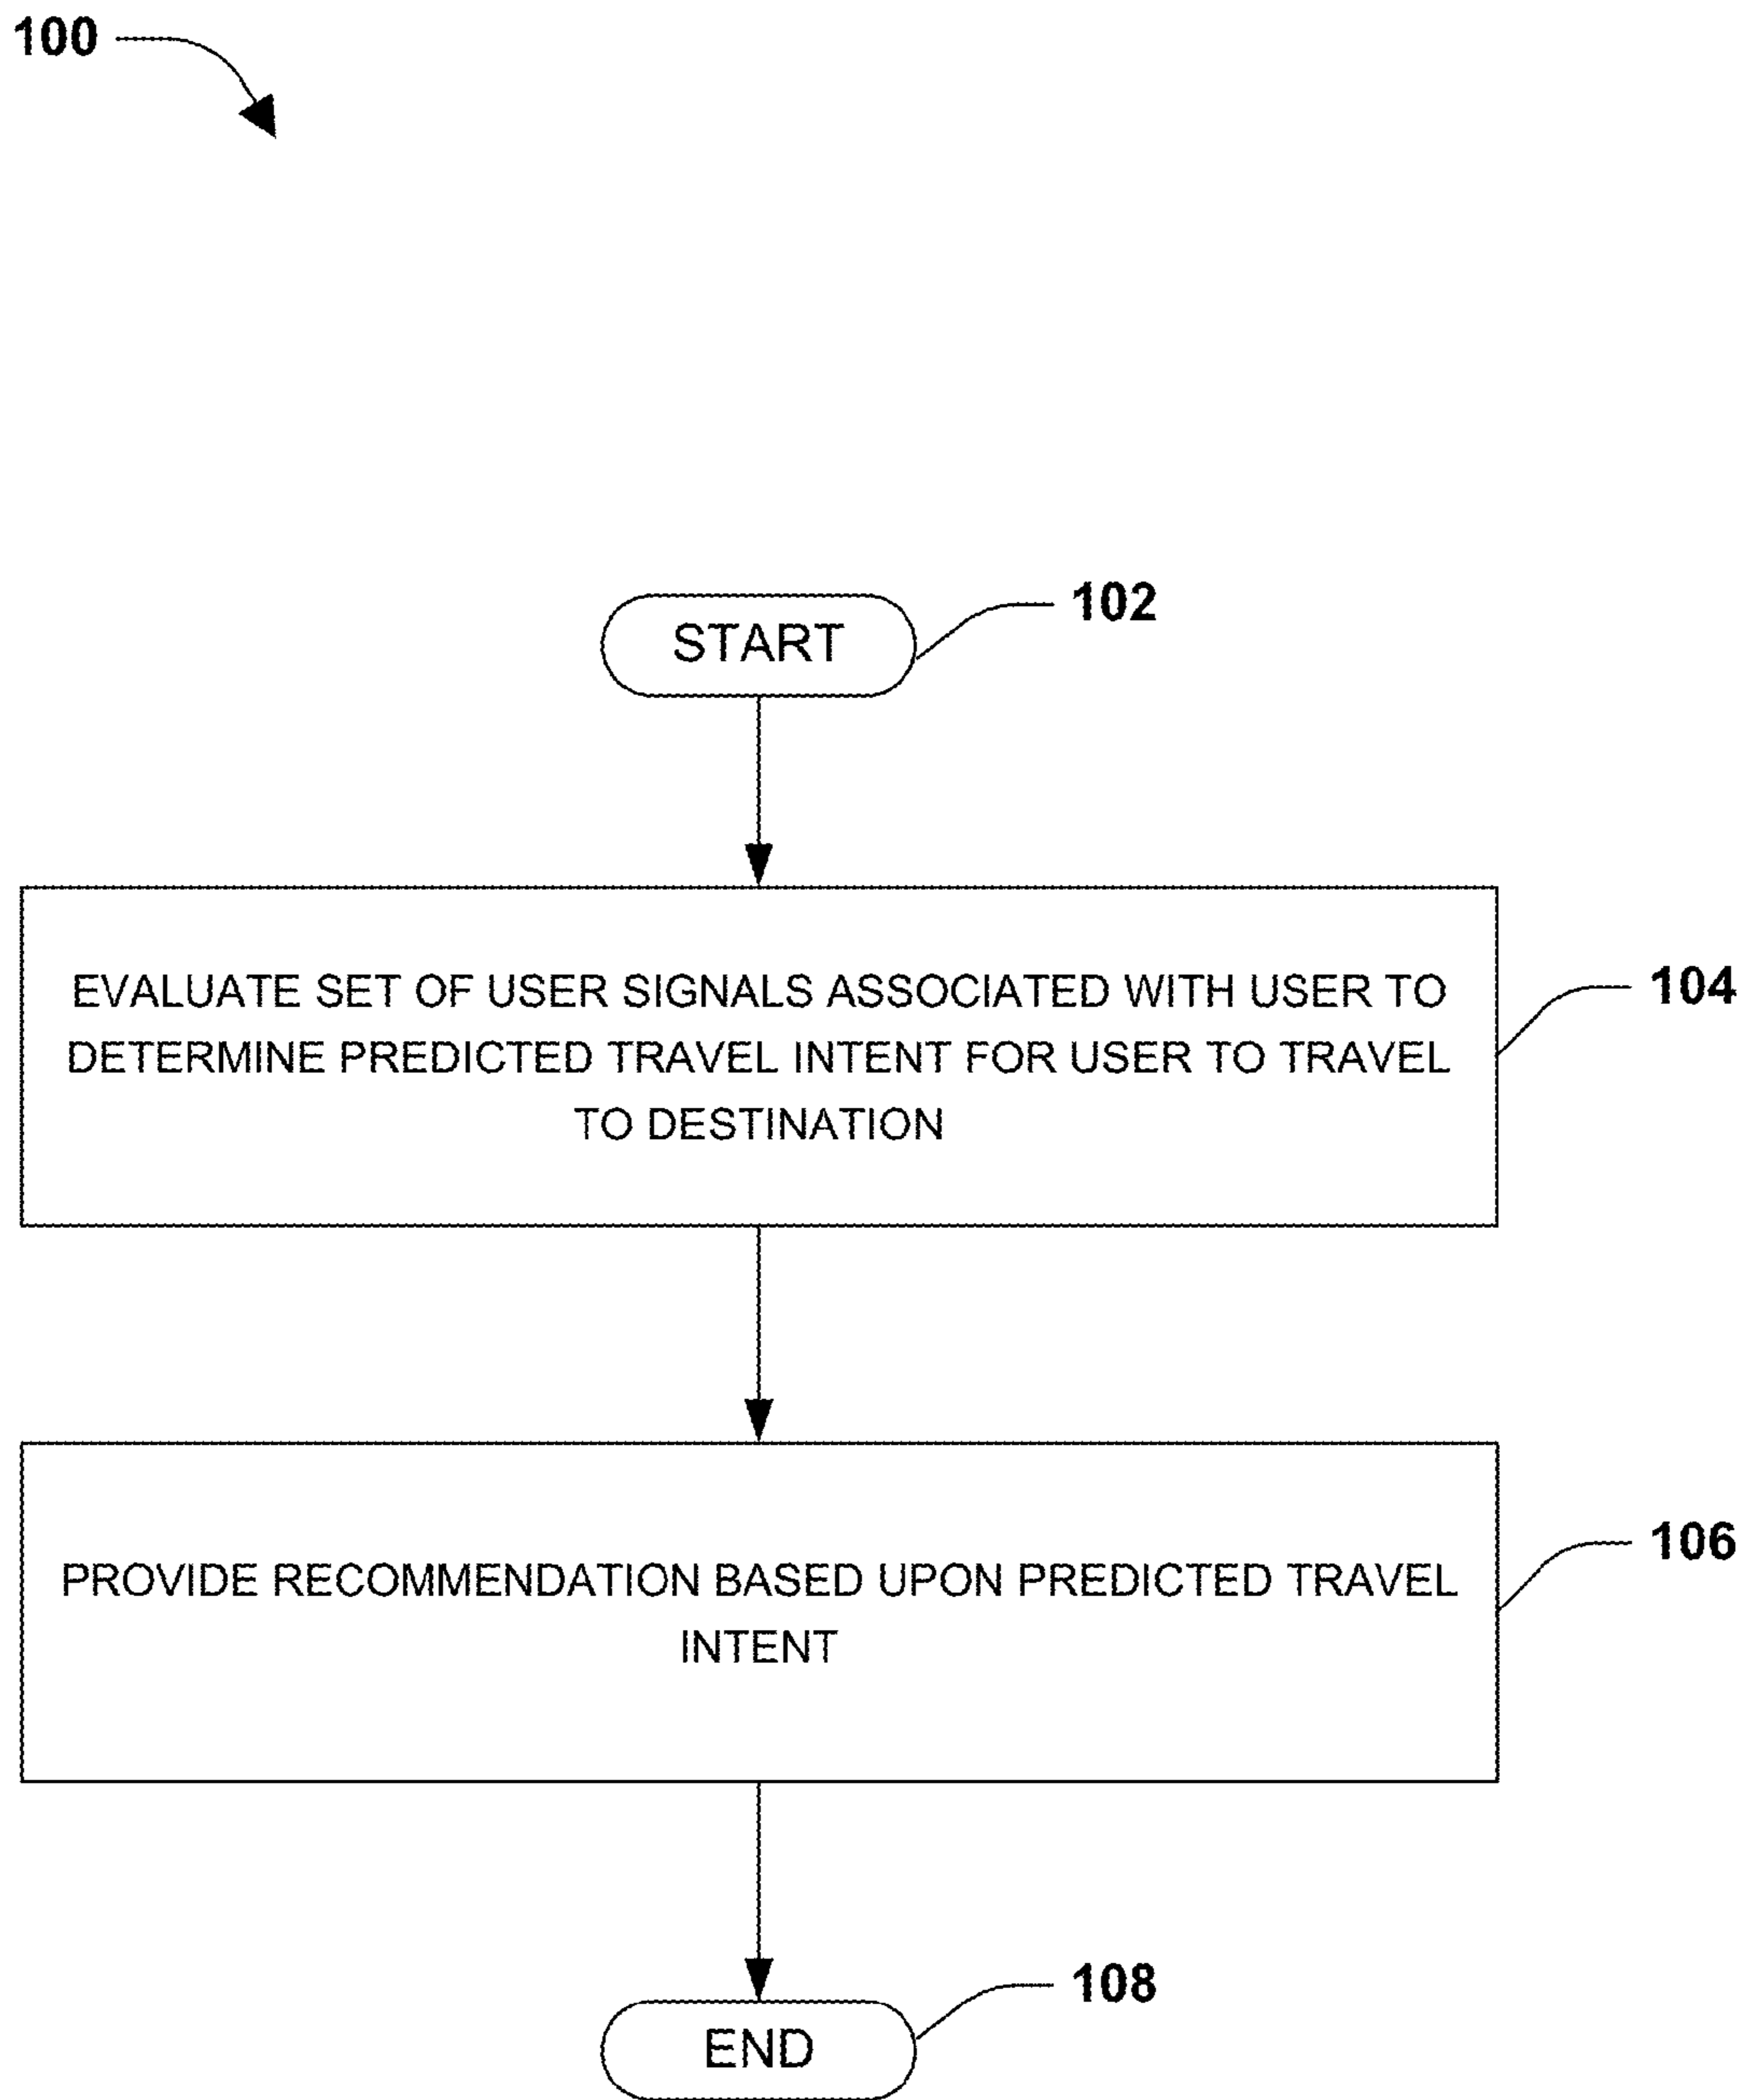 100
START
102
EVALUATE SET OF USER SIGNALS ASSOCIATED WITH USER TO
DETERMINE PREDICTED TRAVEL INTENT FOR USER TO TRAVEL
TO DESTINATION
104
PROVIDE RECOMMENDATION BASED UPON PREDICTED TRAVEL
INTENT
106
END
108